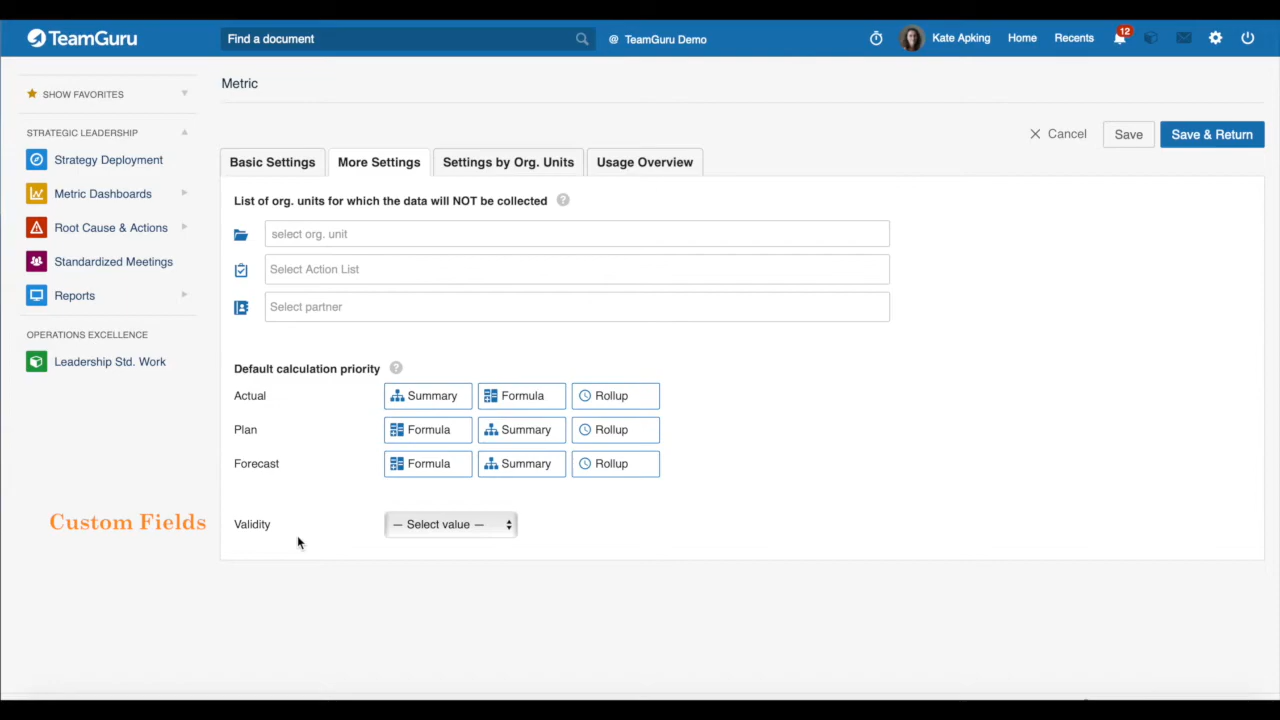 TeamGuru
Find a document
@ TeamGuru Demo
Kate Apking
Home
Recents
12
SHOW FAVORITES
STRATEGIC LEADERSHIP
Strategy Deployment
Metric Dashboards
Root Cause & Actions
Standardized Meetings
Reports
OPERATIONS EXCELLENCE
Leadership Std. Work
Metric
Cancel
Save
Save & Return
Basic Settings
More Settings
Settings by Org. Units
Usage Overview
List of org. units for which the data will NOT be collected ?
select org. unit
Select Action List
Select partner
Default calculation priority ?
Actual Summary Formula Rollup
Plan Formula Summary Rollup
Forecast Formula Summary Rollup
Custom Fields
Validity — Select value —